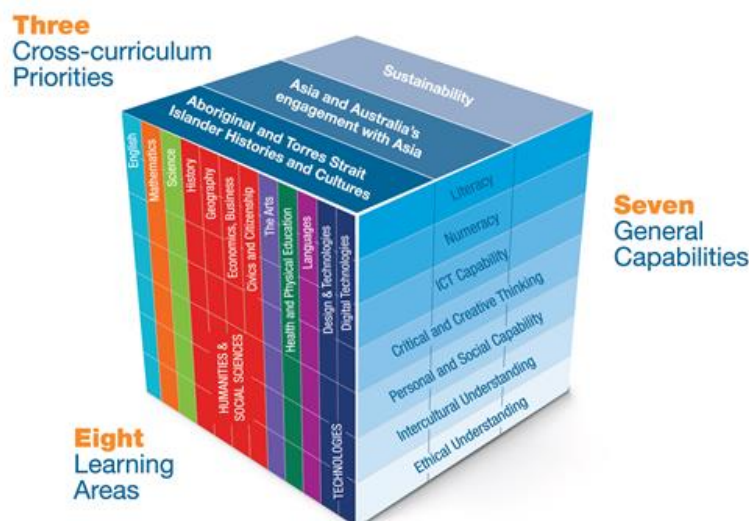 Three
Cross-curriculum
Priorities
Sustainability
Asia and Australia's
engagement with Asia
Aboriginal and Torres Strait
Islander Histories and Cultures
English
Mathematics
Science
History
Geography
Economics, Business
Civics and Citizenship
The Arts
Health and Physical Education
Languages
Design & Technologies
Digital Technologies
HUMANITIES &
SOCIAL SCIENCES
TECHNOLOGIES
Literacy
Numeracy
ICT Capability
Critical and Creative Thinking
Personal and Social Capability
Intercultural Understanding
Ethical Understanding
Seven
General
Capabilities
Eight
Learning
Areas